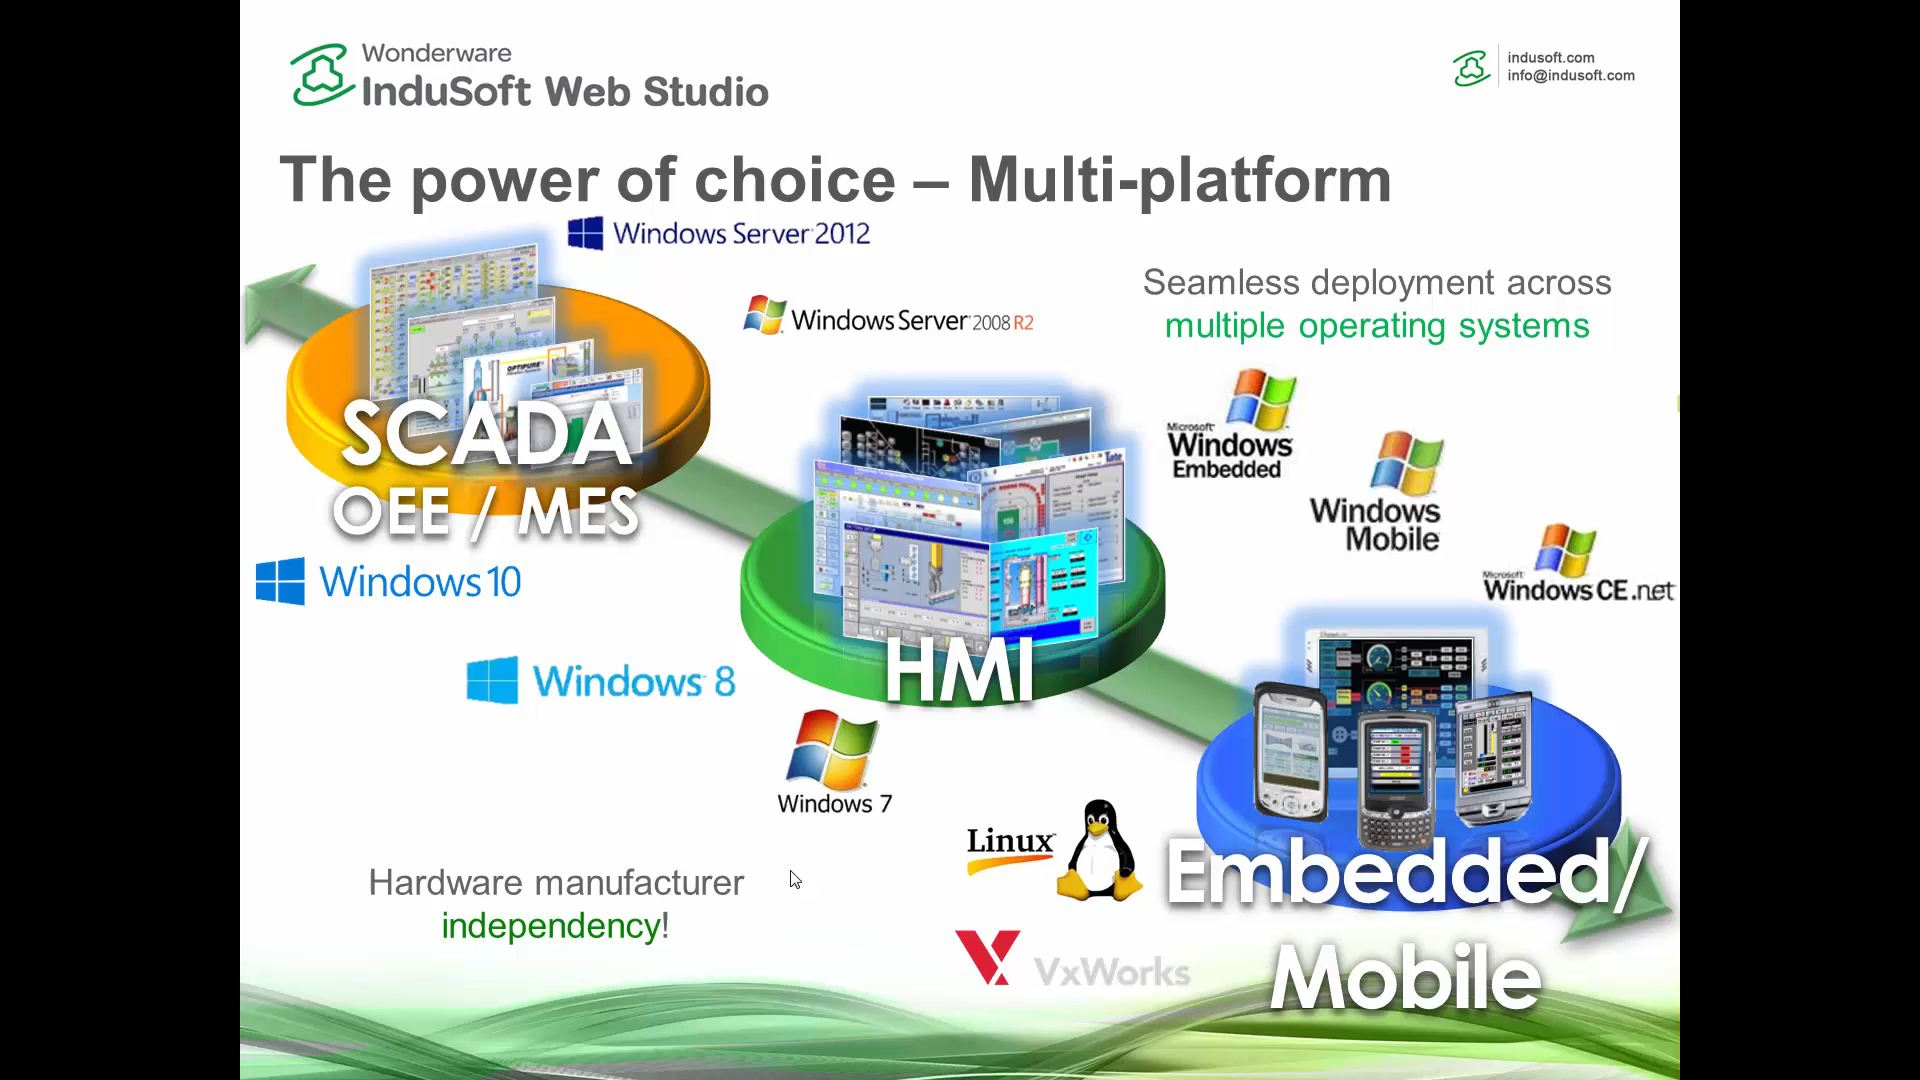 Wonderware
InduSoft Web Studio
indusoft.com
info@indusoft.com
The power of choice – Multi-platform
Windows Server 2012
Windows Server 2008 R2
Seamless deployment across
multiple operating systems
OPTIPURE
SCADA
OEE / MES
Tate
Microsoft
Windows
Embedded
Windows
Mobile
Microsoft
Windows CE.net
Windows 10
HMI
Windows 8
Windows 7
Linux
Embedded/
Mobile
Hardware manufacturer
independency!
VxWorks